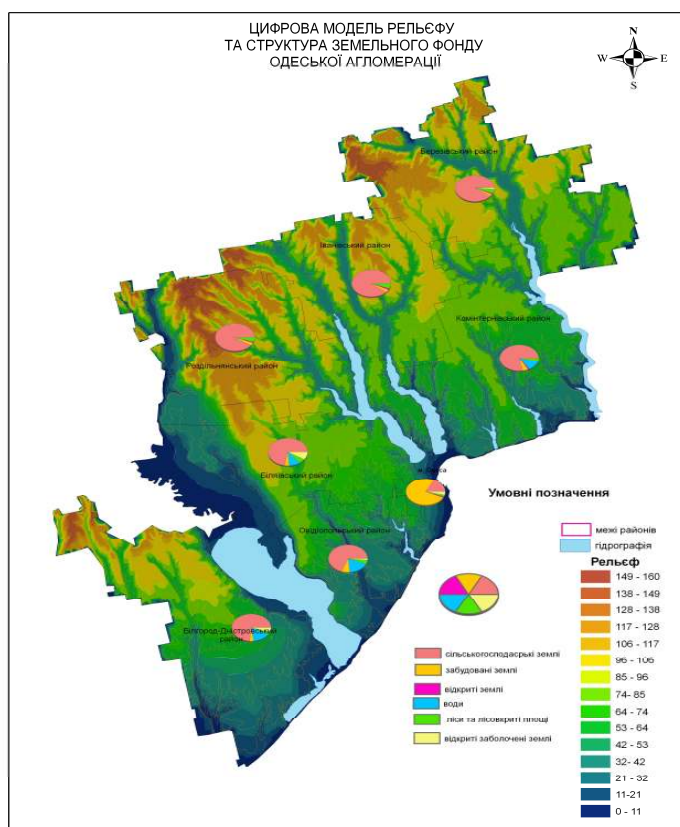 ЦИФРОВА МОДЕЛЬ РЕЛЬЄФУ
ТА СТРУКТУРА ЗЕМЕЛЬНОГО ФОНДУ
ОДЕСЬКОЇ АГЛОМЕРАЦІЇ
N
W E
S
Березівський район
Іванівський район
Комінтернівський район
Роздільнянський район
Біляївський район
м. Одеса
Овідіопольський район
Білгород-Дністровський
район
Умовні позначення
межі районів
гідрографія
Рельєф
149 - 160
138 - 149
128 - 138
117 - 128
106 - 117
96 - 106
85 - 96
74 - 85
64 - 74
53 - 64
42 - 53
32 - 42
21 - 32
11-21
0 - 11
сільськогосподасрькі землі
забудовані землі
відкриті землі
води
ліси та лісовкриті площі
відкриті заболочені землі